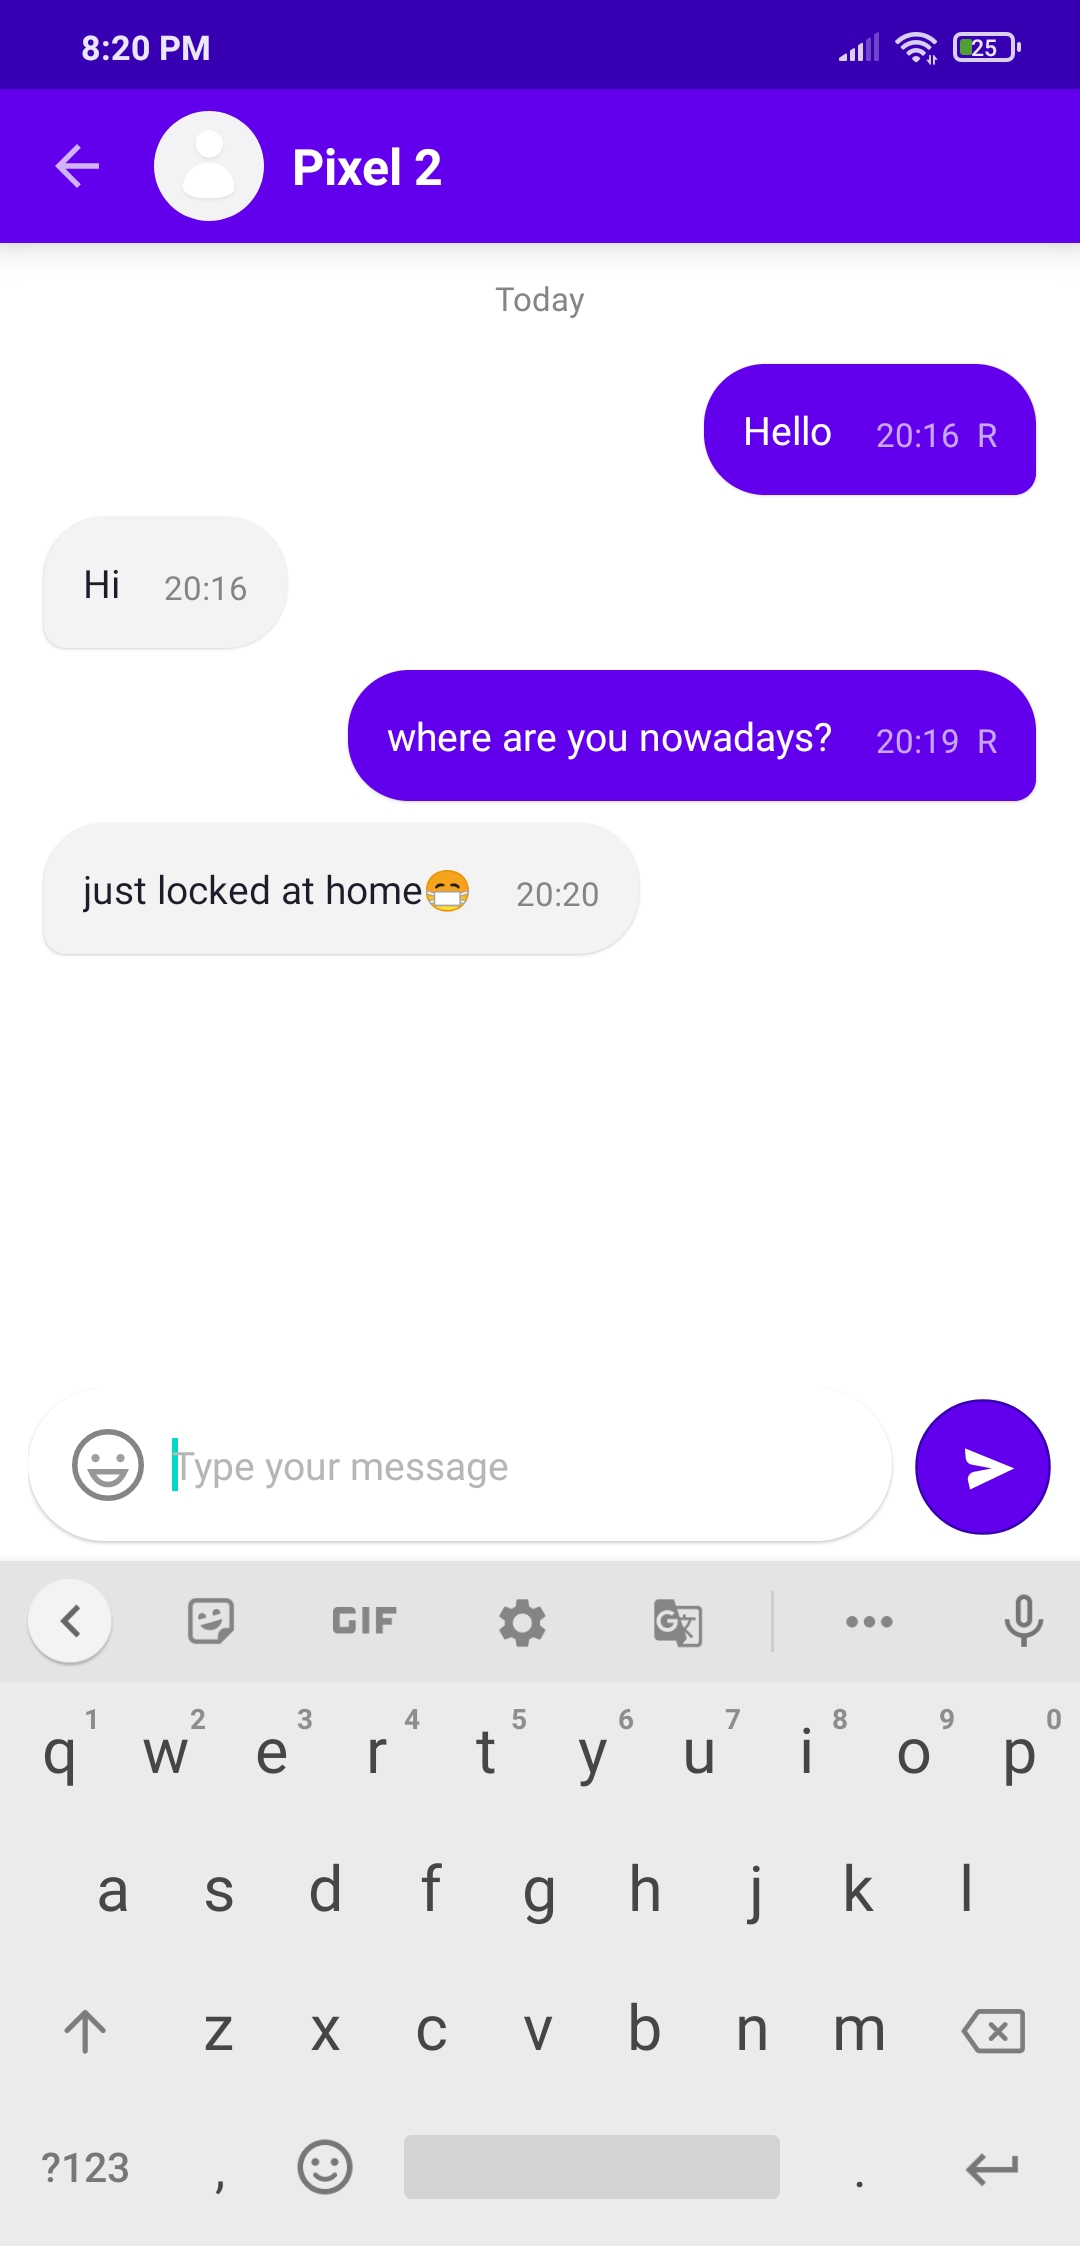 8:20 PM 25
Pixel 2
Today
Hello 20:16 R
Hi 20:16
where are you nowadays? 20:19 R
just locked at home😷 20:20
Type your message
GIF G文
1 2 3 4 5 6 7 8 9 0
q w e r t y u i o p
a s d f g h j k l
z x c v b n m
?123 , .